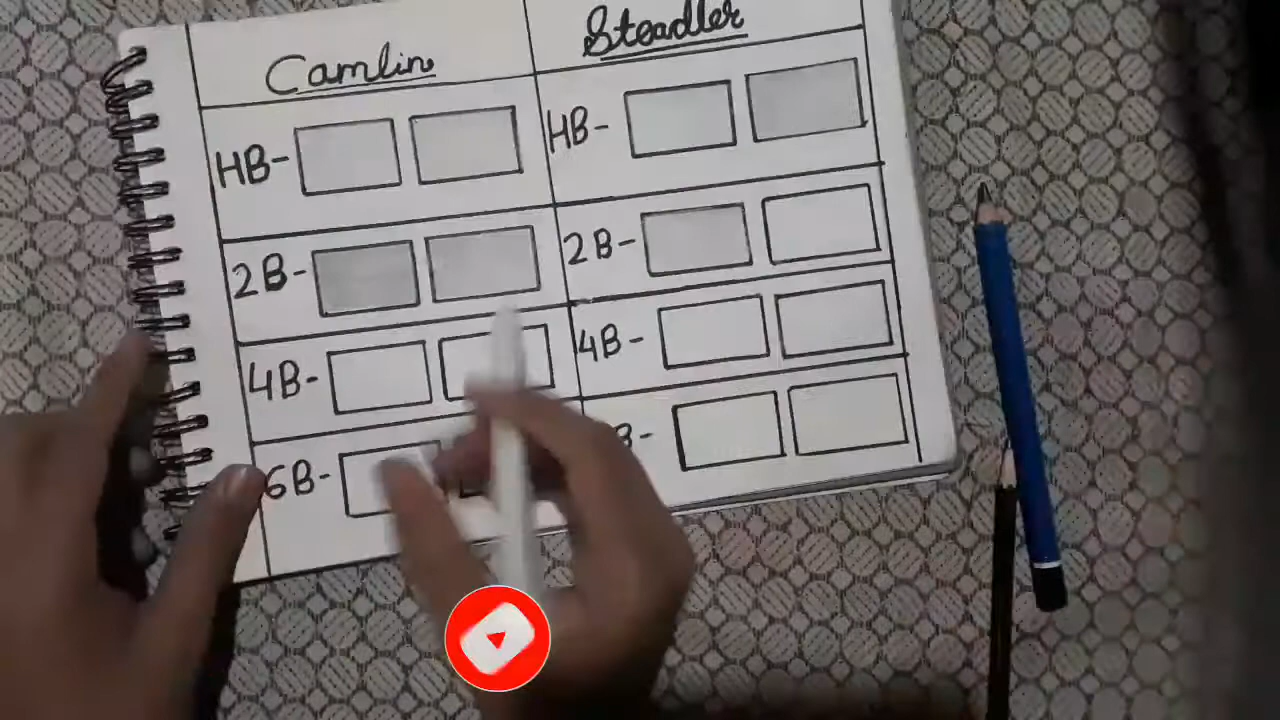 Camlin Steadler
HB- HB-
2B- 2B-
4B- 4B-
6B- B-